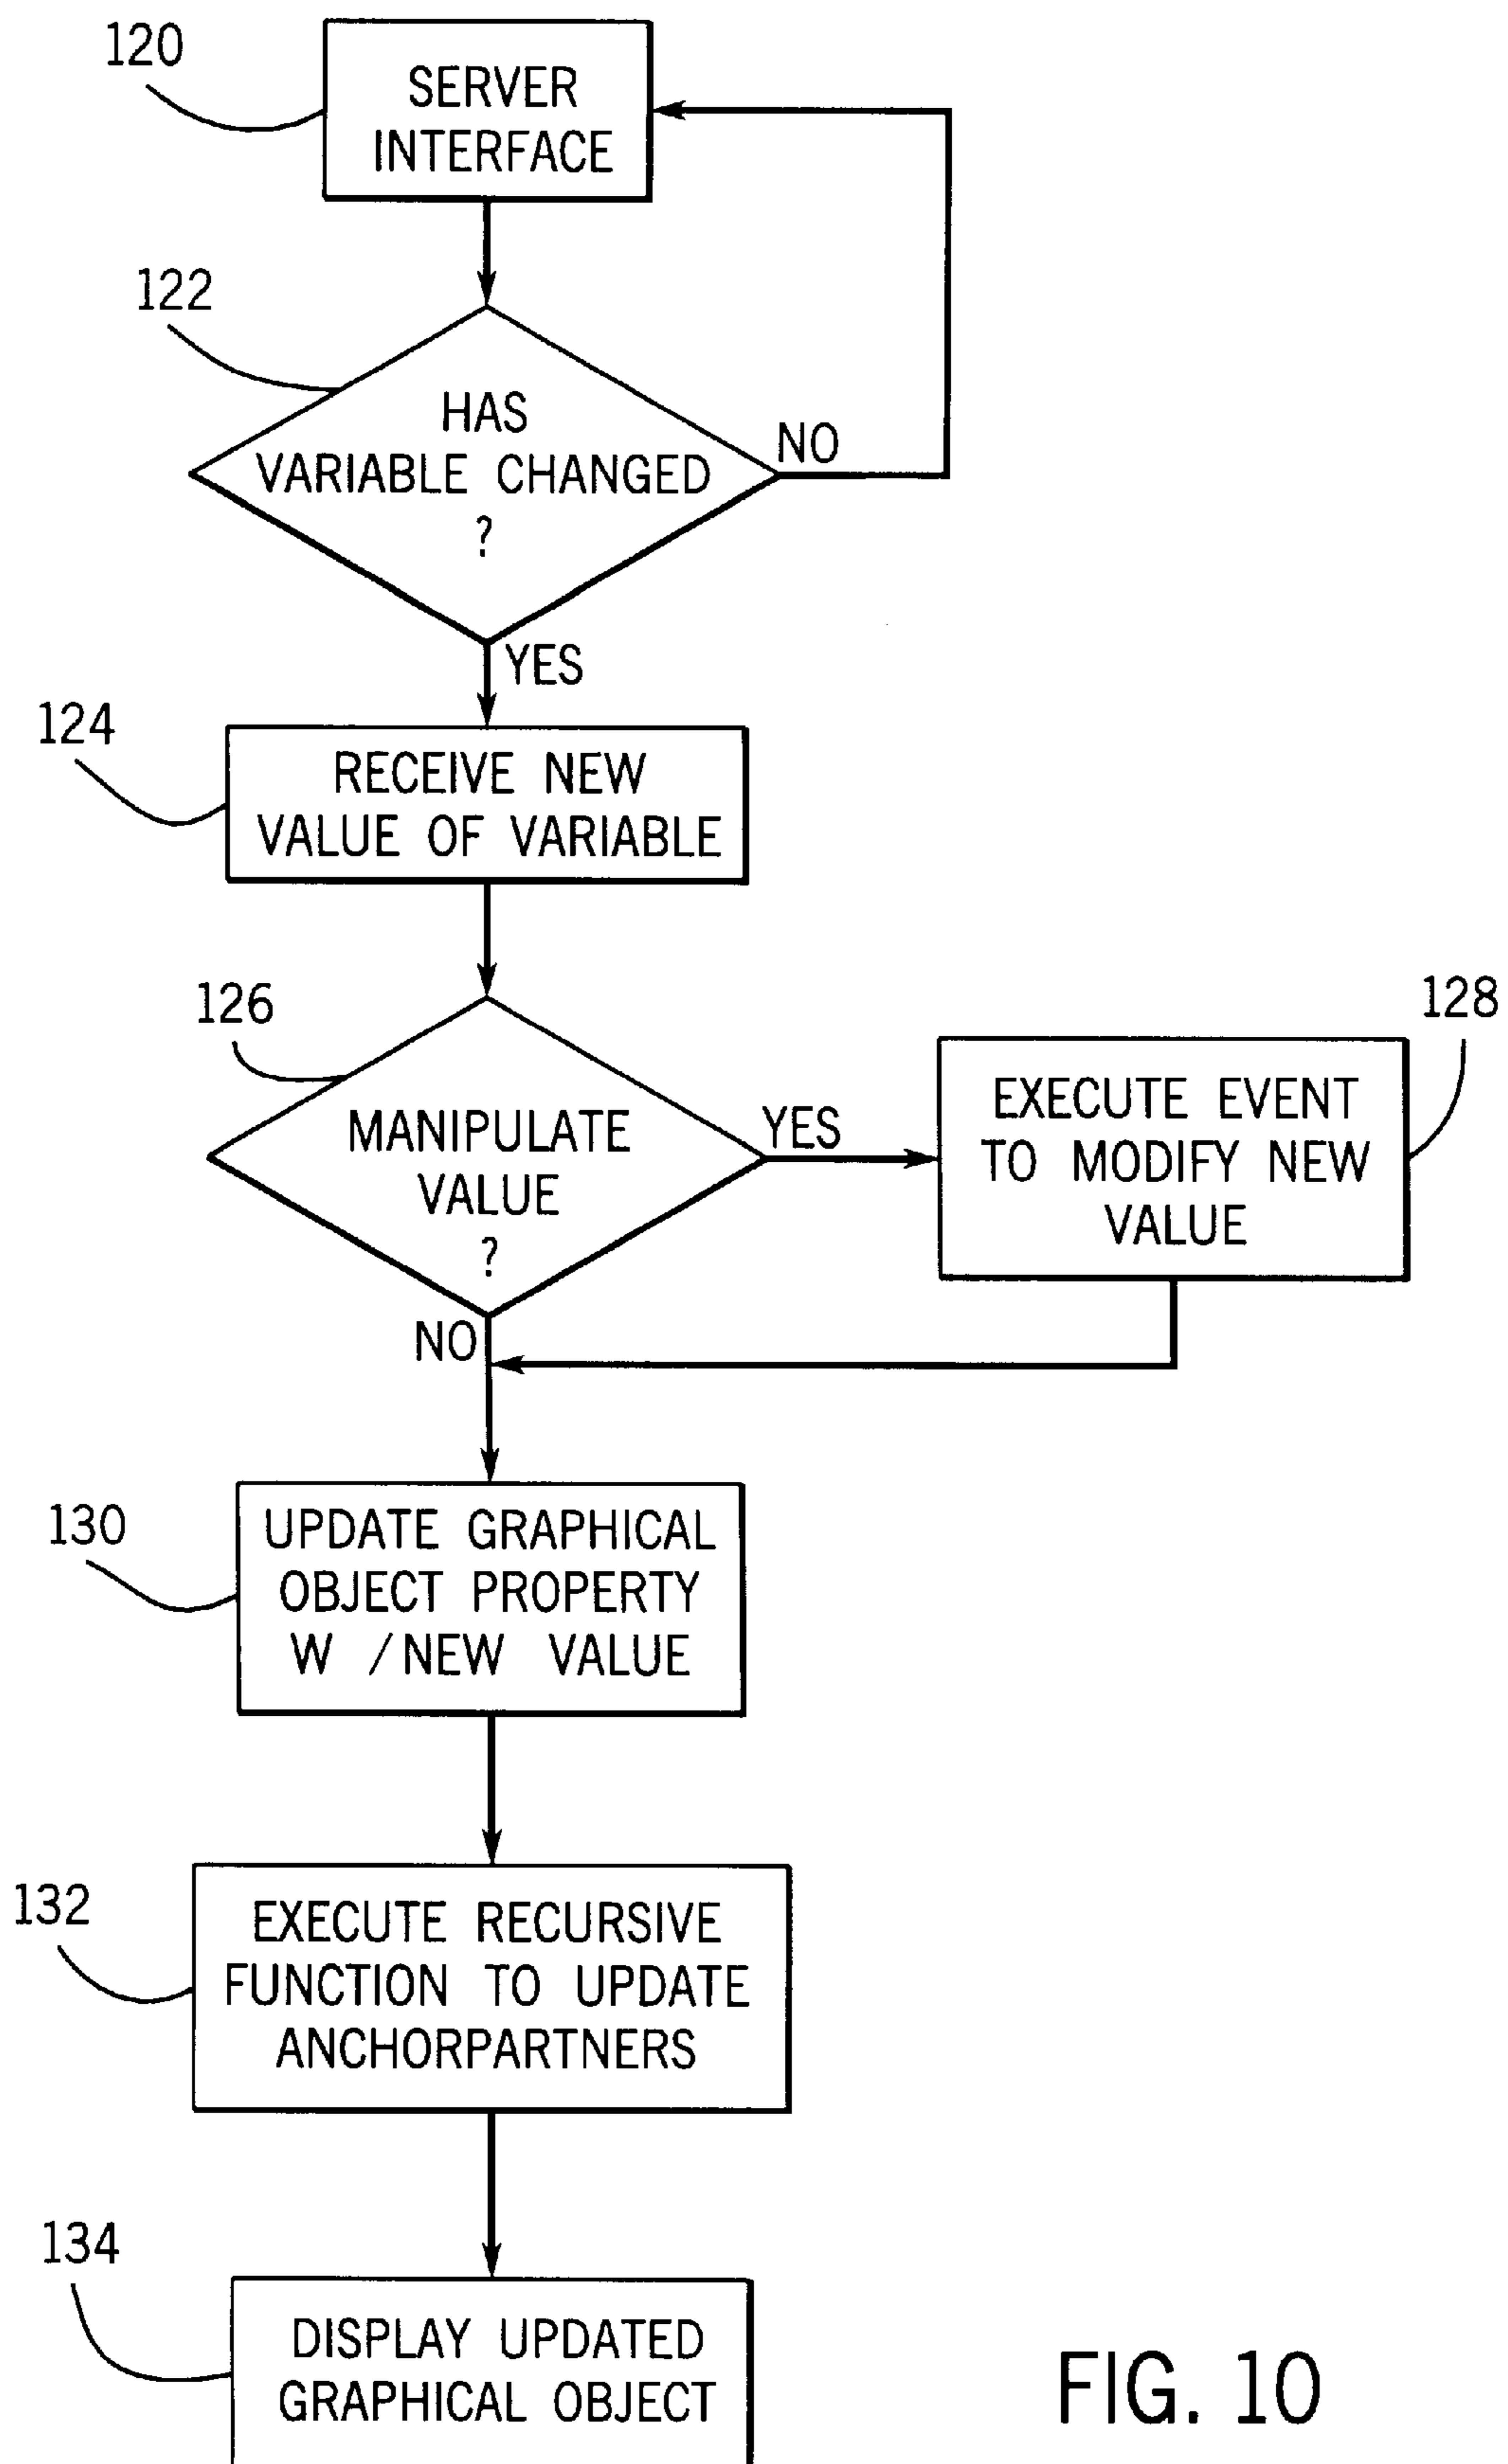 120
SERVER
INTERFACE
122
HAS
VARIABLE CHANGED
?
NO
YES
124
RECEIVE NEW
VALUE OF VARIABLE
126
MANIPULATE
VALUE
?
YES
128
EXECUTE EVENT
TO MODIFY NEW
VALUE
NO
130
UPDATE GRAPHICAL
OBJECT PROPERTY
W /NEW VALUE
132
EXECUTE RECURSIVE
FUNCTION TO UPDATE
ANCHORPARTNERS
134
DISPLAY UPDATED
GRAPHICAL OBJECT
FIG. 10